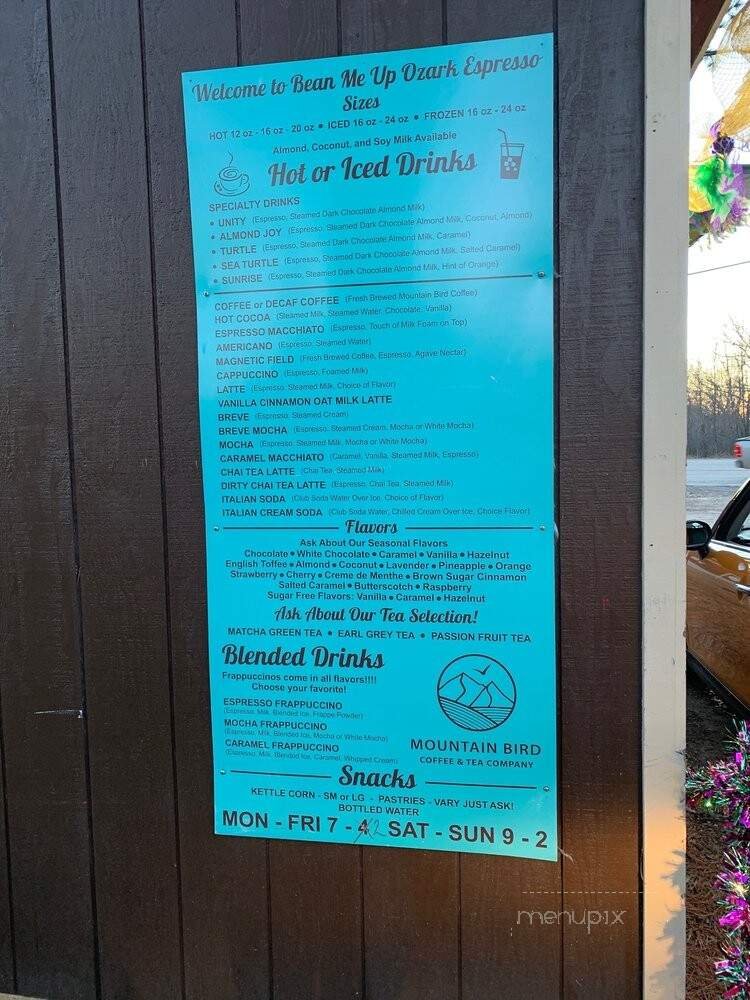 Welcome to Bean Me Up Ozark Espresso
Sizes
HOT 12 oz - 16 oz - 20 oz • ICED 16 oz - 24 oz • FROZEN 16 oz - 24 oz
Almond, Coconut, and Soy Milk Available
Hot or Iced Drinks
SPECIALTY DRINKS
• UNITY (Espresso, Steamed Dark Chocolate Almond Milk)
• ALMOND JOY (Espresso, Steamed Dark Chocolate Almond Milk, Coconut, Almond)
• TURTLE (Espresso, Steamed Dark Chocolate Almond Milk, Caramel)
• SEA TURTLE (Espresso, Steamed Dark Chocolate Almond Milk, Salted Caramel)
• SUNRISE (Espresso, Steamed Dark Chocolate Almond Milk, Hint of Orange)
COFFEE or DECAF COFFEE (Fresh Brewed Mountain Bird Coffee)
HOT COCOA (Steamed Milk, Steamed Water, Chocolate, Vanilla)
ESPRESSO MACCHIATO (Espresso, Touch of Milk Foam on Top)
AMERICANO (Espresso, Steamed Water)
MAGNETIC FIELD (Fresh Brewed Coffee, Espresso, Agave Nectar)
CAPPUCCINO (Espresso, Foamed Milk)
LATTE (Espresso, Steamed Milk, Choice of Flavor)
VANILLA CINNAMON OAT MILK LATTE
BREVE (Espresso, Steamed Cream)
BREVE MOCHA (Espresso, Steamed Cream, Mocha or White Mocha)
MOCHA (Espresso, Steamed Milk, Mocha or White Mocha)
CARAMEL MACCHIATO (Caramel, Vanilla, Steamed Milk, Espresso)
CHAI TEA LATTE (Chai Tea, Steamed Milk)
DIRTY CHAI TEA LATTE (Espresso, Chai Tea, Steamed Milk)
ITALIAN SODA (Club Soda Water Over Ice, Choice of Flavor)
ITALIAN CREAM SODA (Club Soda Water, Chilled Cream Over Ice, Choice Flavor)
Flavors
Ask About Our Seasonal Flavors
Chocolate • White Chocolate • Caramel • Vanilla • Hazelnut
English Toffee • Almond • Coconut • Lavender • Pineapple • Orange
Strawberry • Cherry • Creme de Menthe • Brown Sugar Cinnamon
Salted Caramel • Butterscotch • Raspberry
Sugar Free Flavors: Vanilla • Caramel • Hazelnut
Ask About Our Tea Selection!
MATCHA GREEN TEA • EARL GREY TEA • PASSION FRUIT TEA
Blended Drinks
Frappuccinos come in all flavors!!!!
Choose your favorite!
ESPRESSO FRAPPUCCINO
(Espresso, Milk, Blended Ice, Frappe Powder)
MOCHA FRAPPUCCINO
(Espresso, Milk, Blended Ice, Mocha or White Mocha)
CARAMEL FRAPPUCCINO
(Espresso, Milk, Blended Ice, Caramel, Whipped Cream)
MOUNTAIN BIRD
COFFEE & TEA COMPANY
Snacks
KETTLE CORN - SM or LG - PASTRIES - VARY JUST ASK!
BOTTLED WATER
MON - FRI 7 - 2 SAT - SUN 9 - 2
menupix